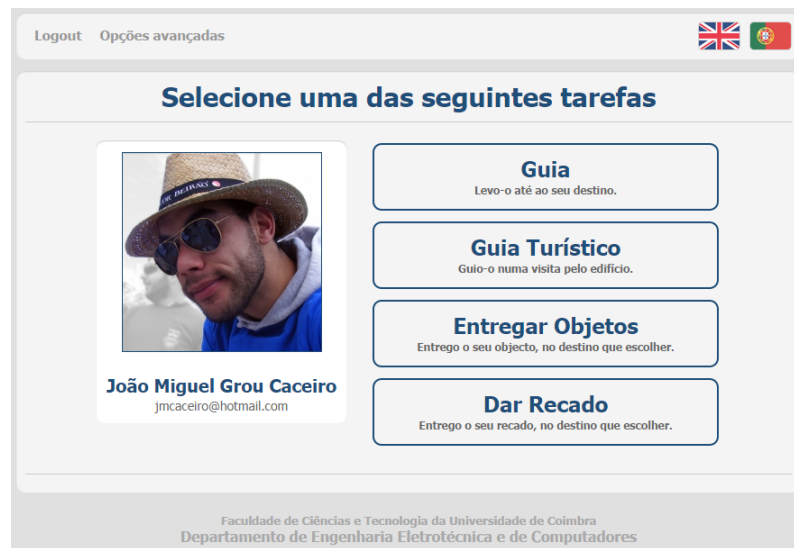 Logout Opções avançadas
Selecione uma das seguintes tarefas
OR BEIRÃO
João Miguel Grou Caceiro
jmcaceiro@hotmail.com
Guia
Levo-o até ao seu destino.
Guia Turístico
Guio-o numa visita pelo edifício.
Entregar Objetos
Entrego o seu objecto, no destino que escolher.
Dar Recado
Entrego o seu recado, no destino que escolher.
Faculdade de Ciências e Tecnologia da Universidade de Coimbra
Departamento de Engenharia Eletrotécnica e de Computadores